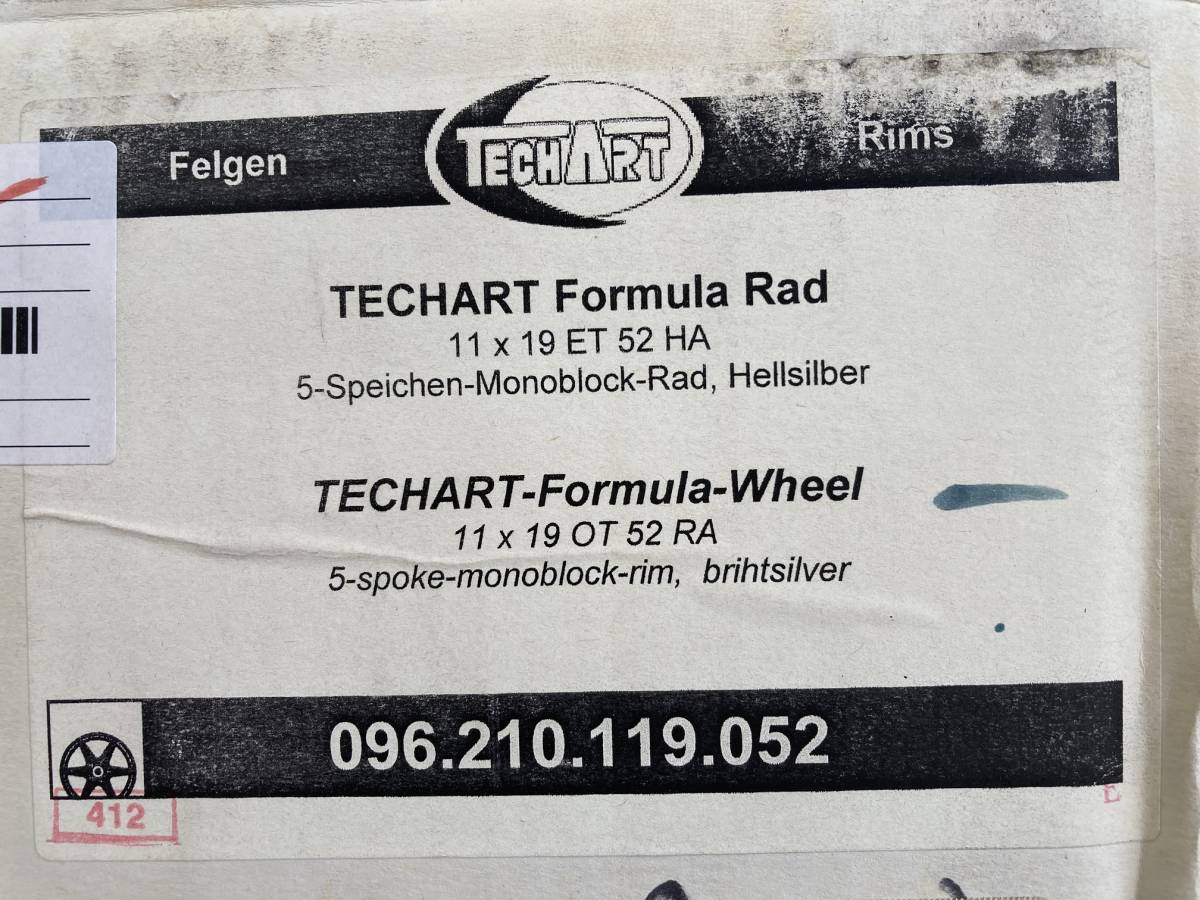 Felgen
TECHART
Rims
TECHART Formula Rad
11 x 19 ET 52 HA
5-Speichen-Monoblock-Rad, Hellsilber
TECHART-Formula-Wheel
11 x 19 OT 52 RA
5-spoke-monoblock-rim, brihtsilver
096.210.119.052
412
E